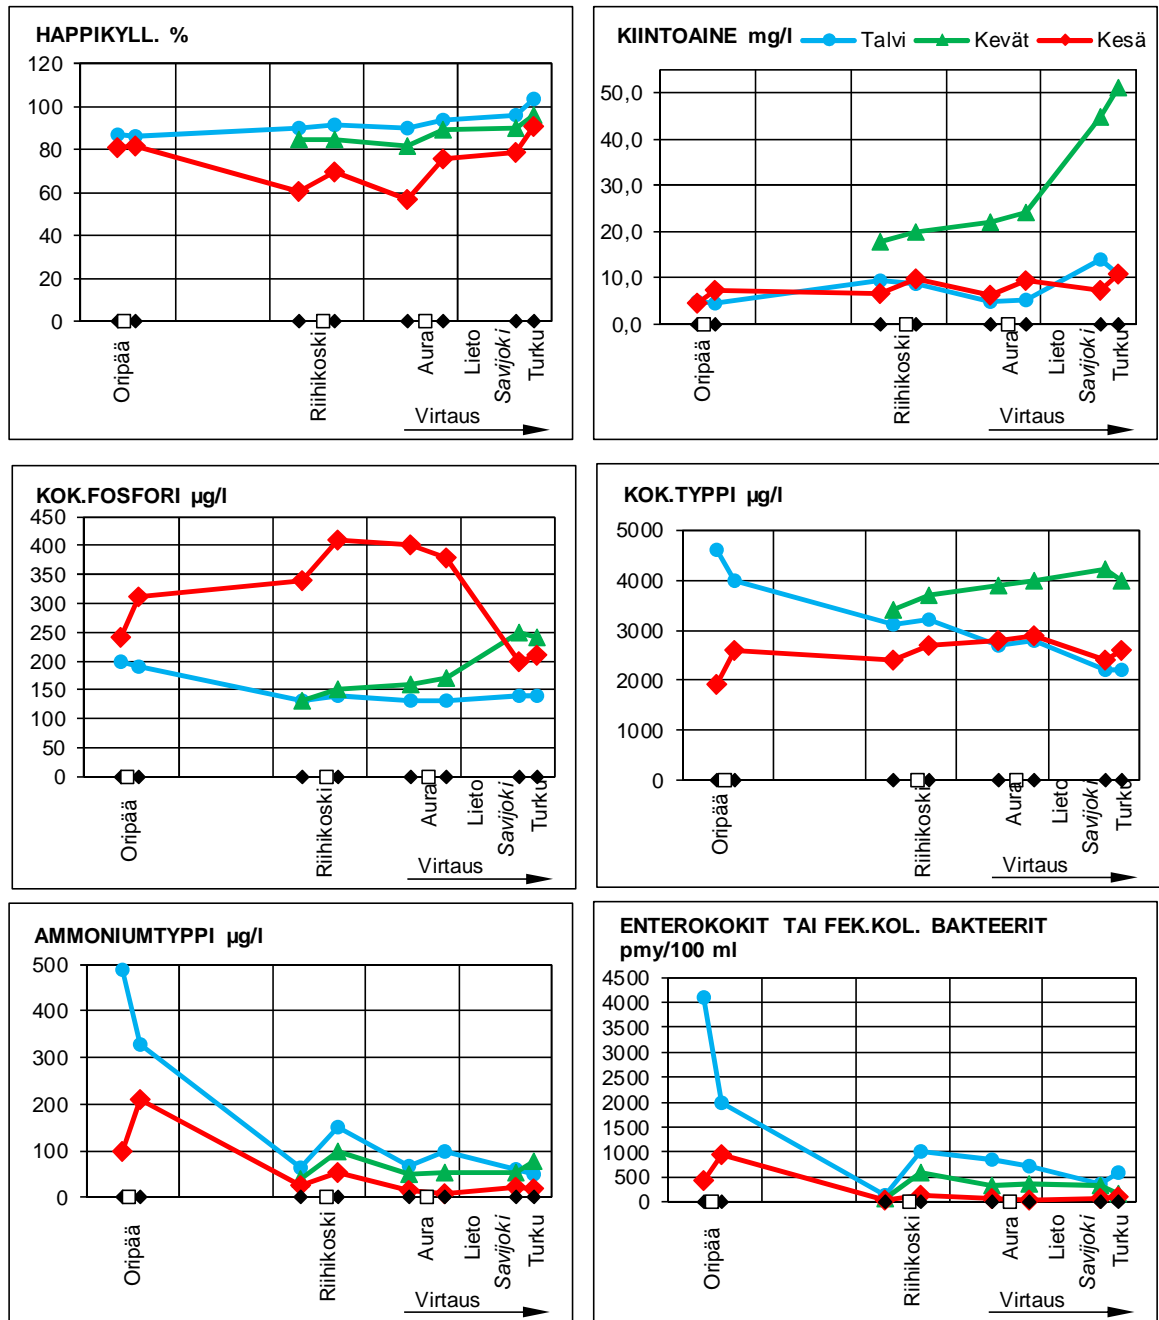 HAPPIKYLL. %
120
100
80
60
40
20
0
Oripää
Riihikoski
Aura
Lieto
Savijoki
Turku
Virtaus
KIINTOAINE mg/l
Talvi
Kevät
Kesä
50,0
40,0
30,0
20,0
10,0
0,0
Oripää
Riihikoski
Aura
Lieto
Savijoki
Turku
Virtaus
KOK.FOSFORI µg/l
450
400
350
300
250
200
150
100
50
0
Oripää
Riihikoski
Aura
Lieto
Savijoki
Turku
Virtaus
KOK.TYPPI µg/l
5000
4000
3000
2000
1000
0
Oripää
Riihikoski
Aura
Lieto
Savijoki
Turku
Virtaus
AMMONIUMTYPPI µg/l
500
400
300
200
100
0
Oripää
Riihikoski
Aura
Lieto
Savijoki
Turku
Virtaus
ENTEROKOKIT TAI FEK.KOL. BAKTEERIT
pmy/100 ml
4500
4000
3500
3000
2500
2000
1500
1000
500
0
Oripää
Riihikoski
Aura
Lieto
Savijoki
Turku
Virtaus